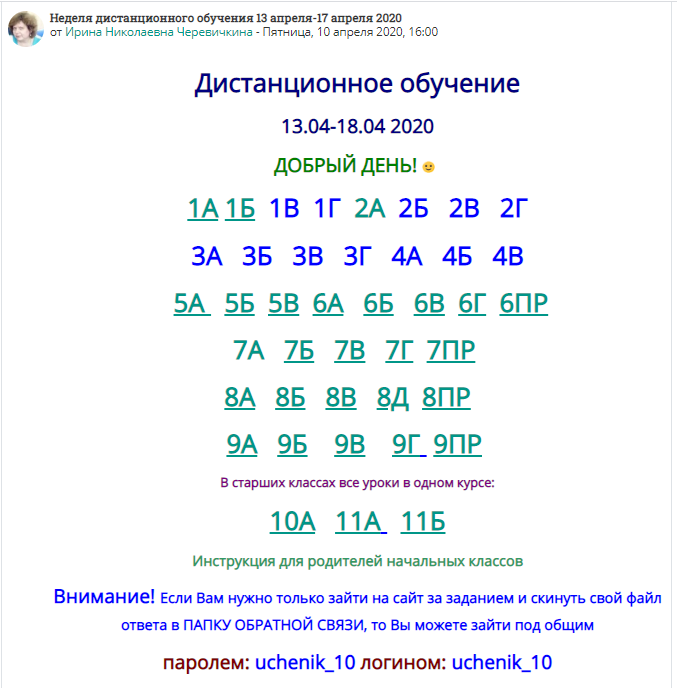 Неделя дистанционного обучения 13 апреля-17 апреля 2020
от Ирина Николаевна Черевичкина - Пятница, 10 апреля 2020, 16:00
Дистанционное обучение
13.04-18.04 2020
ДОБРЫЙ ДЕНЬ!
1А 1Б 1В 1Г 2А 2Б 2В 2Г
3А 3Б 3В 3Г 4А 4Б 4В
5А 5Б 5В 6А 6Б 6В 6Г 6ПР
7А 7Б 7В 7Г 7ПР
8А 8Б 8В 8Д 8ПР
9А 9Б 9В 9Г 9ПР
В старших классах все уроки в одном курсе:
10А 11А 11Б
Инструкция для родителей начальных классов
Внимание! Если Вам нужно только зайти на сайт за заданием и скинуть свой файл
ответа в ПАПКУ ОБРАТНОЙ СВЯЗИ, то Вы можете зайти под общим
паролем: uchenik_10 логином: uchenik_10